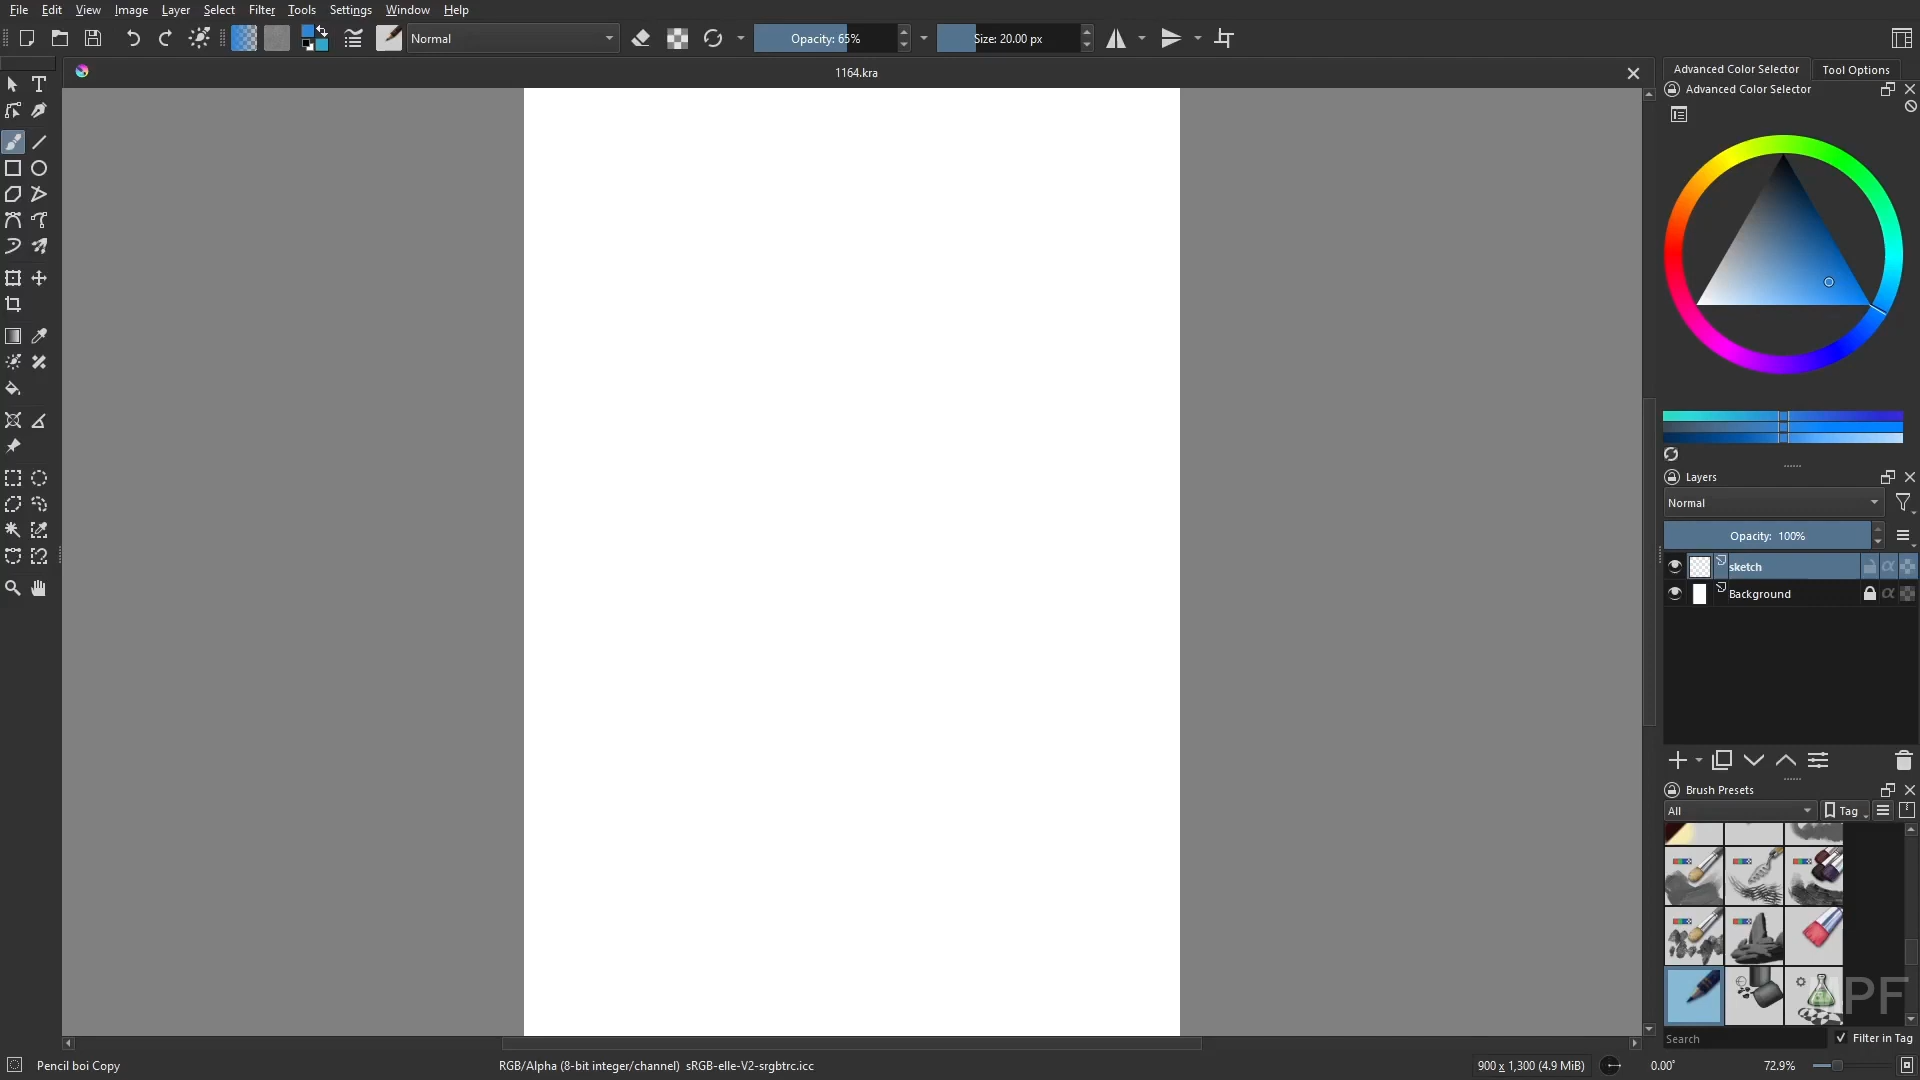 File Edit View Image Layer Select Filter Tools Settings Window Help
Normal
Opacity: 65%
Size: 20.00 px
1164.kra
Advanced Color Selector
Tool Options
Advanced Color Selector
Layers
Normal
Opacity: 100%
sketch
Background
Brush Presets
All
Tag
PF
Search
Filter in Tag
Pencil boi Copy
RGB/Alpha (8-bit integer/channel) sRGB-elle-V2-srgbtrc.icc
900 x 1,300 (4.9 MiB)
0.00°
72.9%